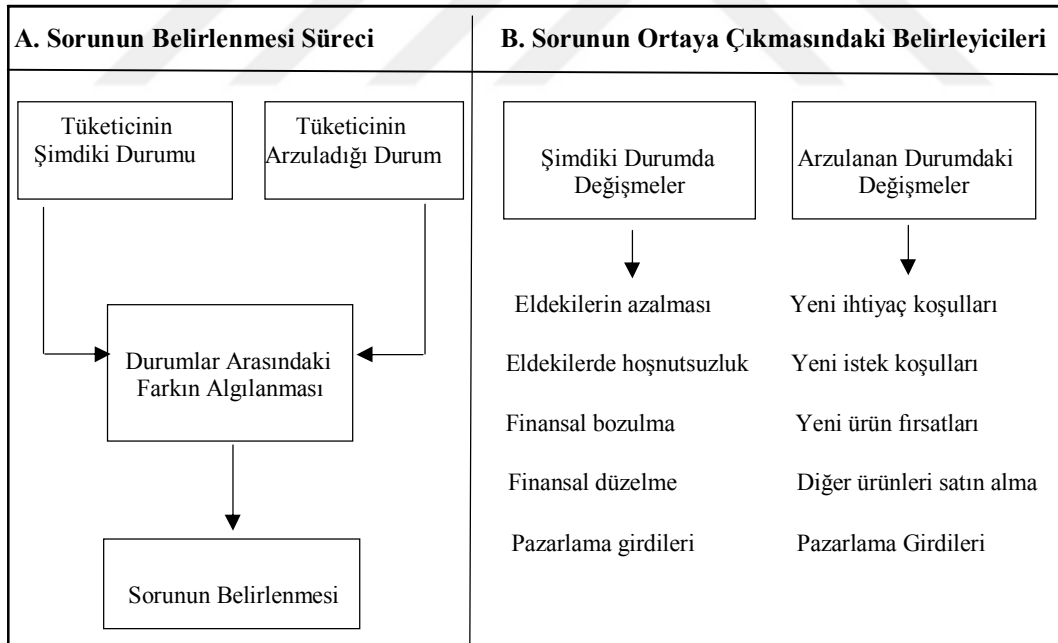 A. Sorunun Belirlenmesi Süreci
Tüketicinin
Şimdiki Durumu
Tüketicinin
Arzuladığı Durum
Durumlar Arasındaki
Farkın Algılanması
Sorunun Belirlenmesi
B. Sorunun Ortaya Çıkmasındaki Belirleyicileri
Şimdiki Durumda
Değişmeler
Eldekilerin azalması
Eldekilerde hoşnutsuzluk
Finansal bozulma
Finansal düzelme
Pazarlama girdileri
Arzulanan Durumdaki
Değişmeler
Yeni ihtiyaç koşulları
Yeni istek koşulları
Yeni ürün fırsatları
Diğer ürünleri satın alma
Pazarlama Girdileri